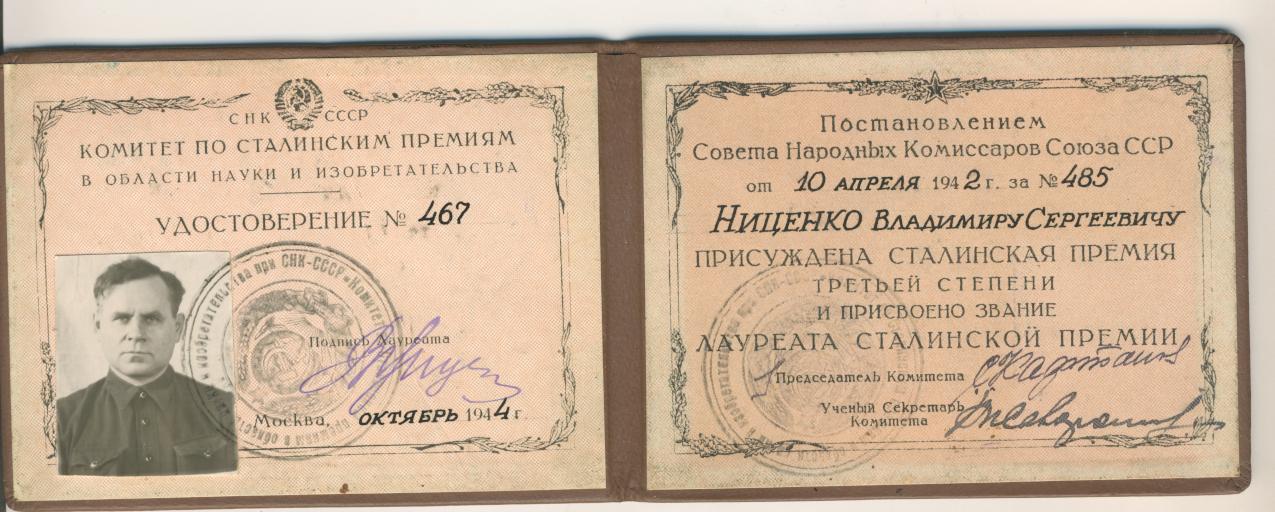 СНК СССР
КОМИТЕТ ПО СТАЛИНСКИМ ПРЕМИЯМ
В ОБЛАСТИ НАУКИ И ИЗОБРЕТАТЕЛЬСТВА
УДОСТОВЕРЕНИЕ № 467
Подпись Лауреата
Москва, ОКТЯБРЬ 1944 г.
Постановлением
Совета Народных Комиссаров Союза ССР
от 10 АПРЕЛЯ 1942 г. за № 485
НИЦЕНКО ВЛАДИМИРУ СЕРГЕЕВИЧУ
ПРИСУЖДЕНА СТАЛИНСКАЯ ПРЕМИЯ
ТРЕТЬЕЙ СТЕПЕНИ
И ПРИСВОЕНО ЗВАНИЕ
ЛАУРЕАТА СТАЛИНСКОЙ ПРЕМИИ
Председатель Комитета
Ученый Секретарь
Комитета